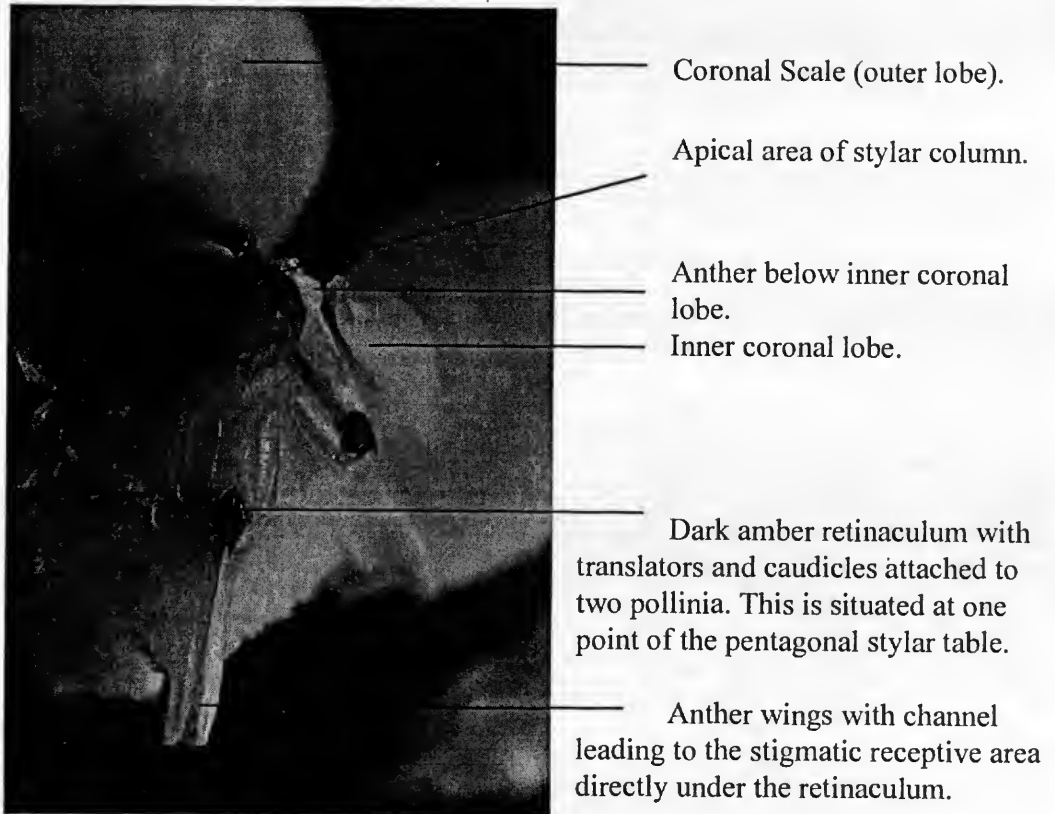 Coronal Scale (outer lobe).
Apical area of stylar column.
Anther below inner coronal
lobe.
Inner coronal lobe.
Dark amber retinaculum with
translators and caudicles attached to
two pollinia. This is situated at one
point of the pentagonal stylar table.
Anther wings with channel
leading to the stigmatic receptive area
directly under the retinaculum.